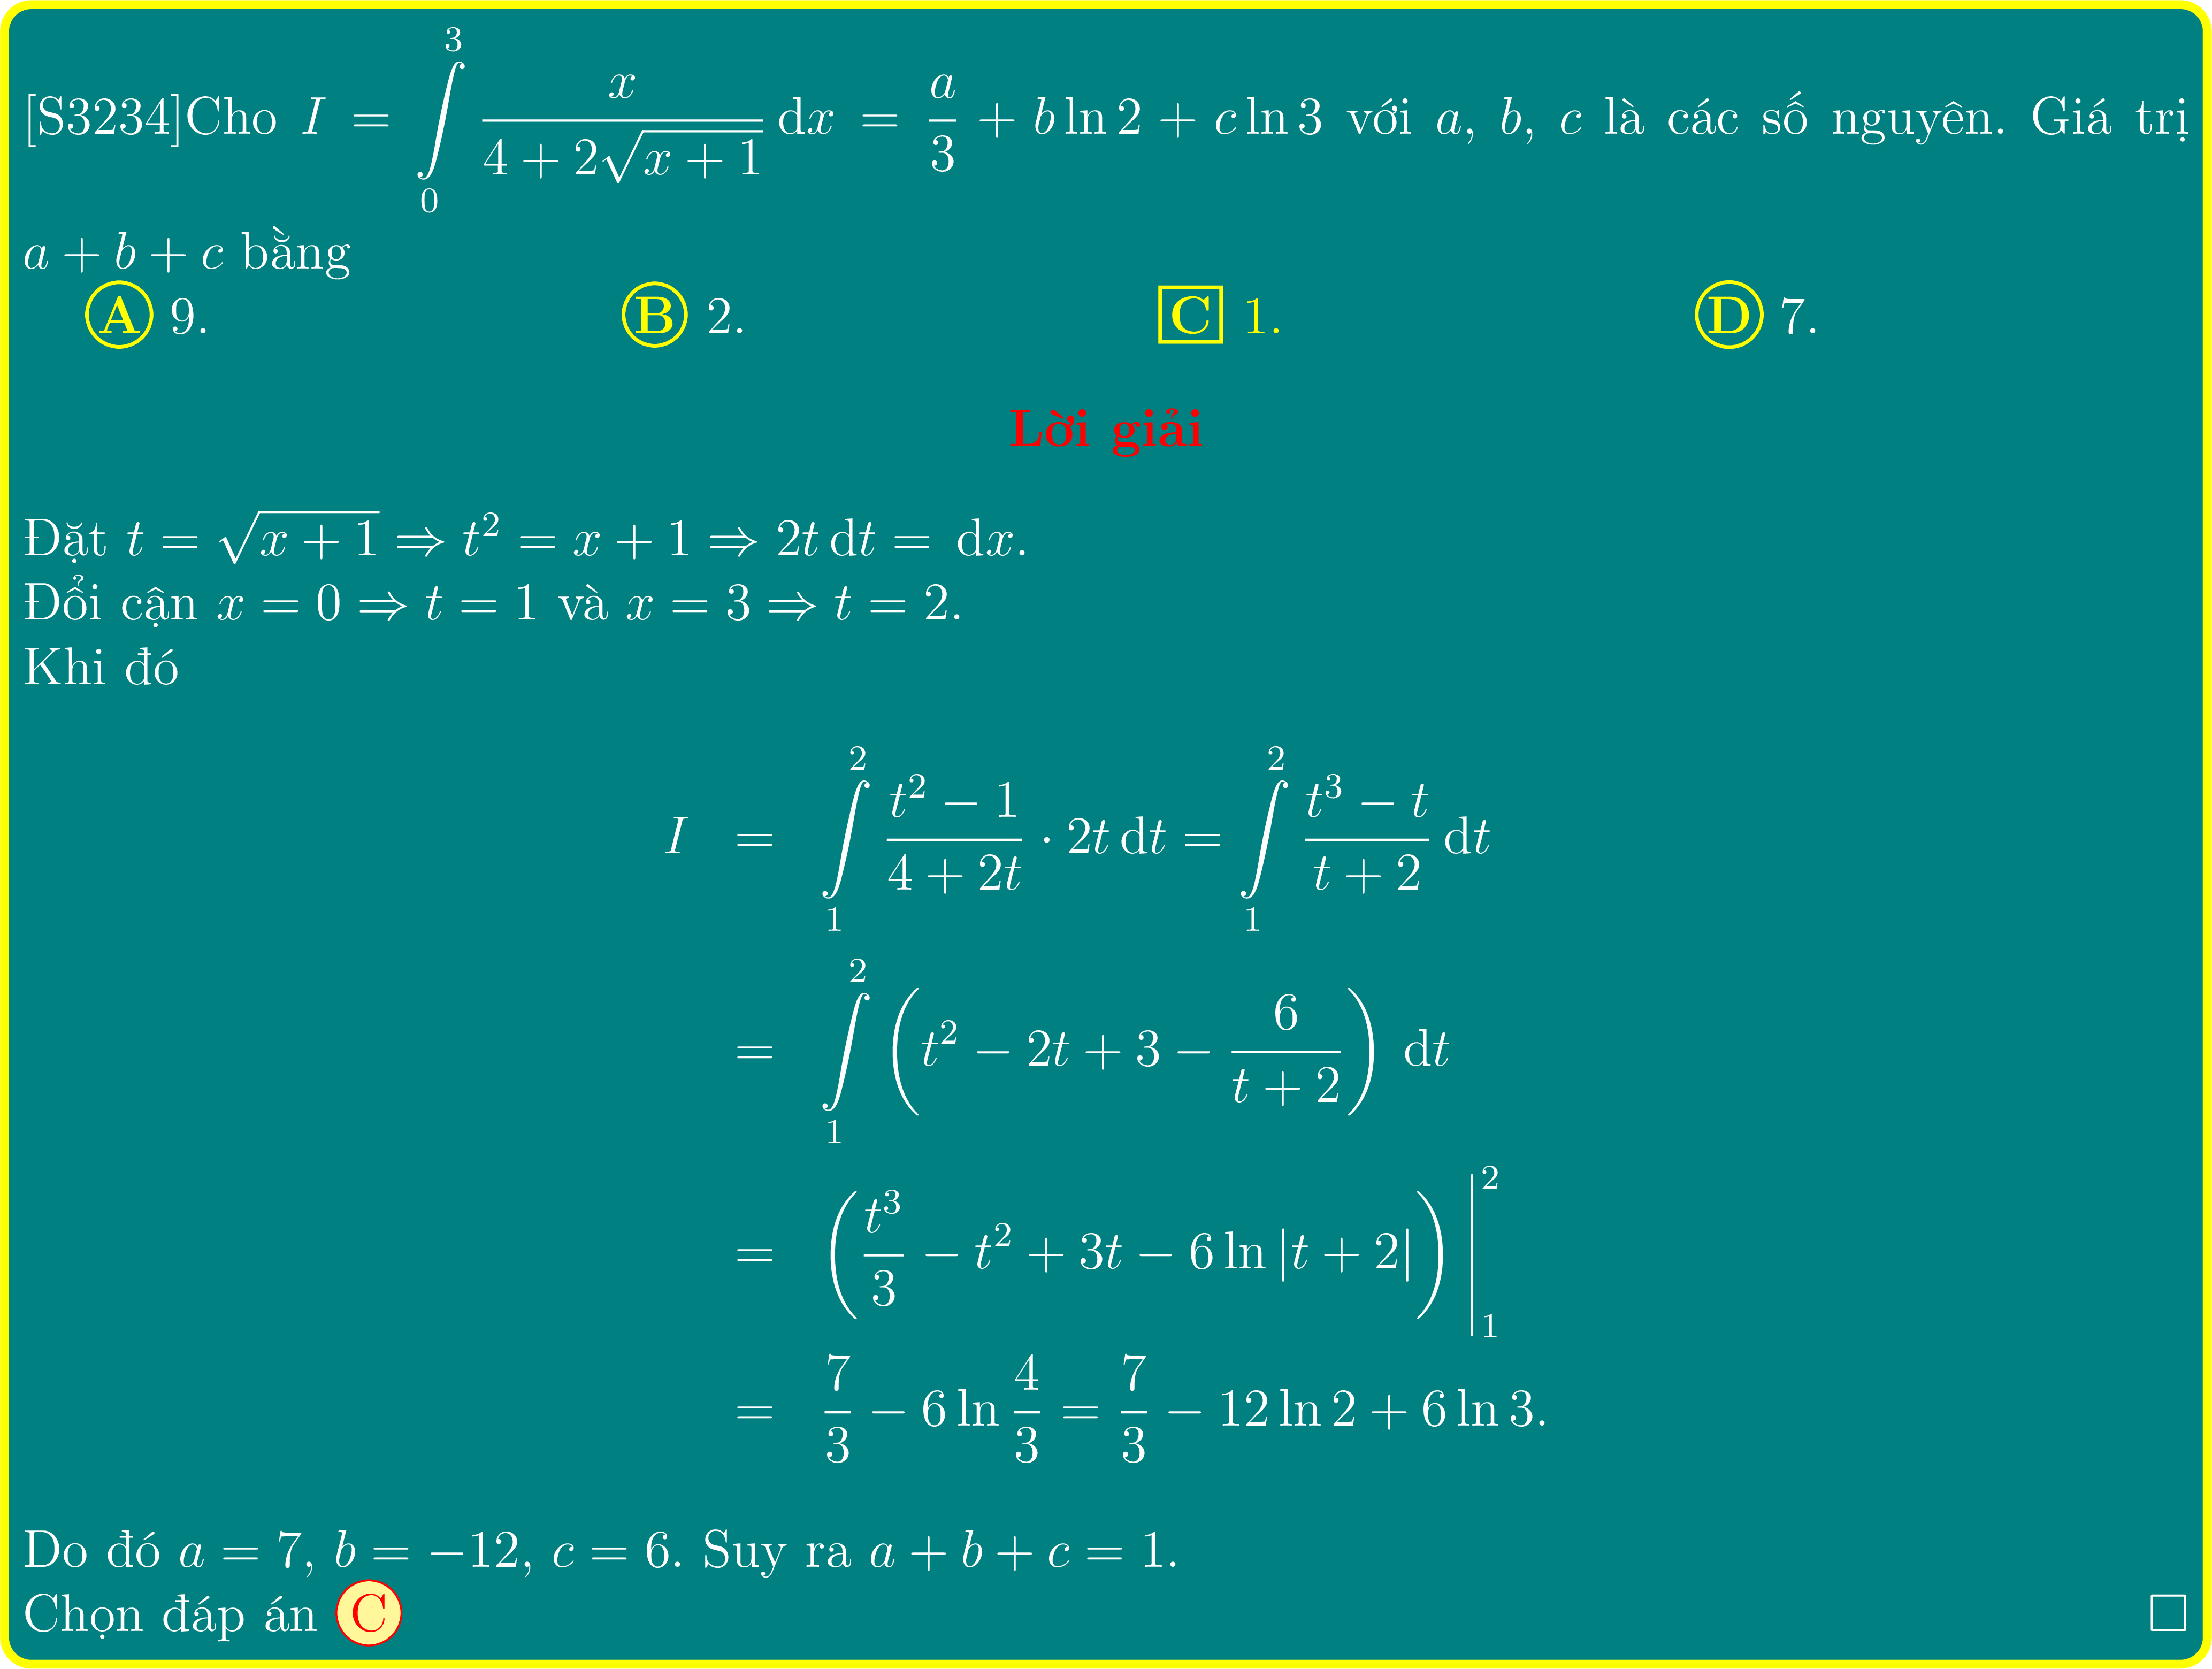 [S3234]Cho $I = \int\limits_0^3 \frac{x}{4+2\sqrt{x+1}}\,\mathrm{d}x = \frac{a}{3} + b\ln 2 + c\ln 3$ với $a$, $b$, $c$ là các số nguyên. Giá trị
$a+b+c$ bằng
Ⓐ 9. Ⓑ 2. C 1. Ⓓ 7.
Lời giải
Đặt $t = \sqrt{x+1} \Rightarrow t^2 = x+1 \Rightarrow 2t\,\mathrm{d}t = \mathrm{d}x$.
Đổi cận $x = 0 \Rightarrow t = 1$ và $x = 3 \Rightarrow t = 2$.
Khi đó
$I = \int\limits_1^2 \frac{t^2-1}{4+2t} \cdot 2t\,\mathrm{d}t = \int\limits_1^2 \frac{t^3-t}{t+2}\,\mathrm{d}t$
$= \int\limits_1^2 \left(t^2 - 2t + 3 - \frac{6}{t+2}\right)\,\mathrm{d}t$
$= \left(\frac{t^3}{3} - t^2 + 3t - 6\ln|t+2|\right)\Big|_1^2$
$= \frac{7}{3} - 6\ln\frac{4}{3} = \frac{7}{3} - 12\ln 2 + 6\ln 3.$
Do đó $a = 7$, $b = -12$, $c = 6$. Suy ra $a+b+c = 1$.
Chọn đáp án Ⓒ □